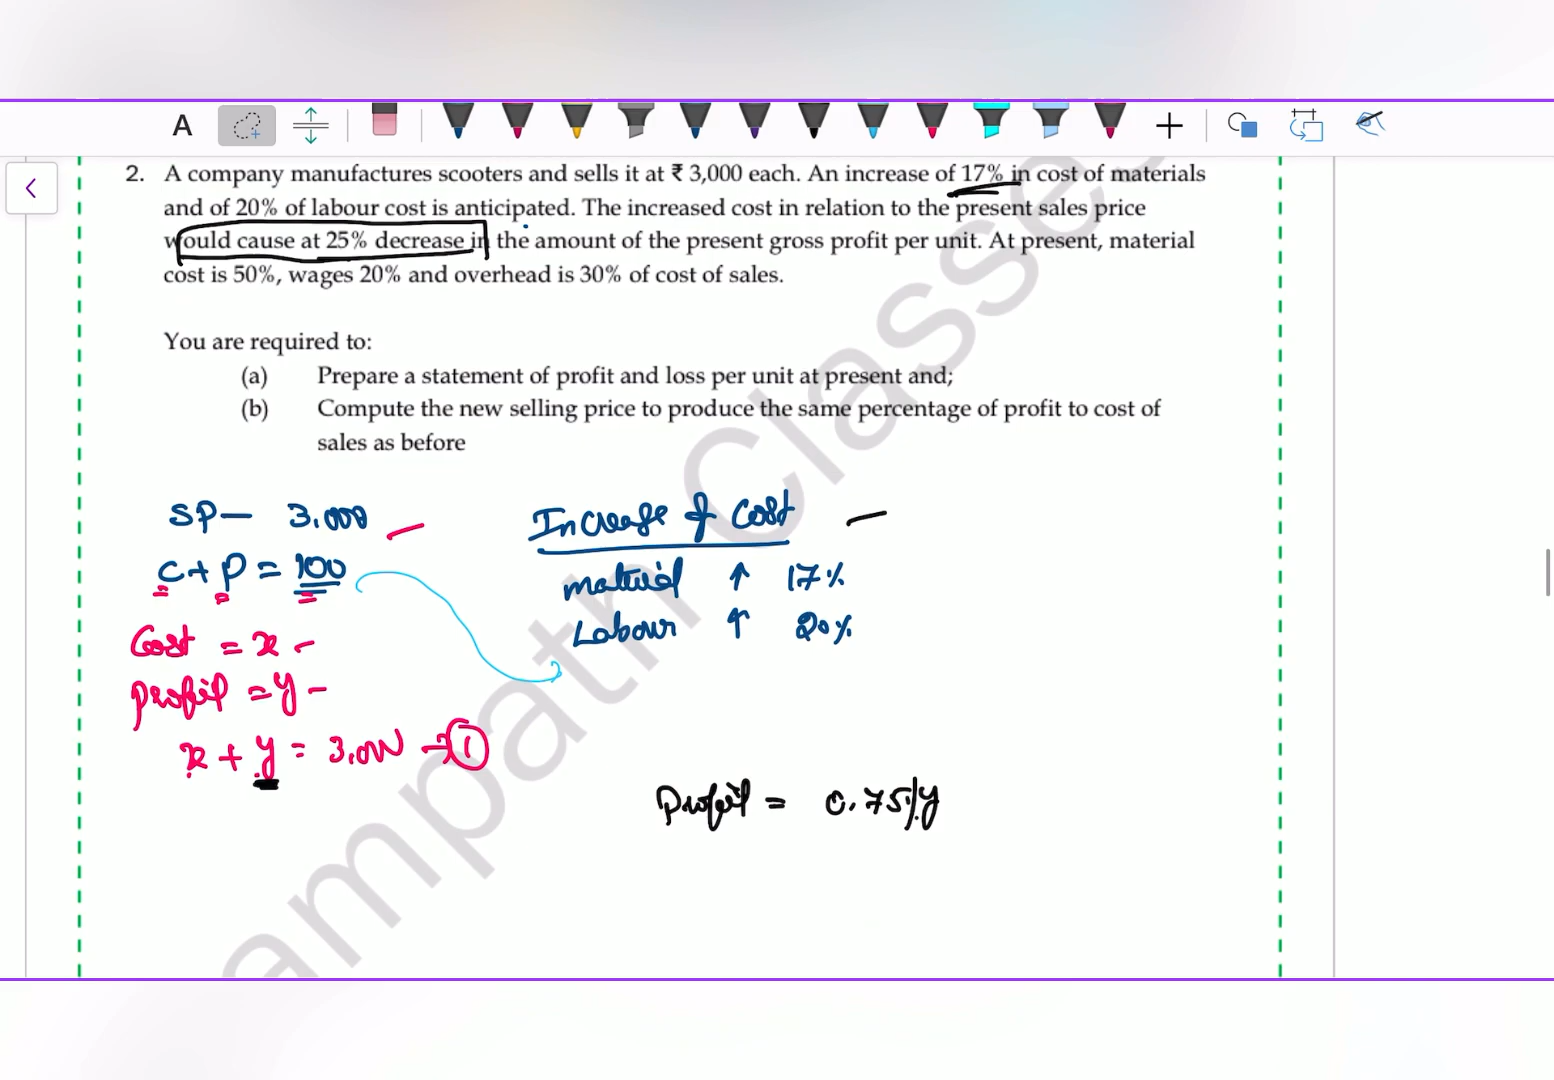 A
2. A company manufactures scooters and sells it at ₹ 3,000 each. An increase of 17% in cost of materials
and of 20% of labour cost is anticipated. The increased cost in relation to the present sales price
would cause at 25% decrease in the amount of the present gross profit per unit. At present, material
cost is 50%, wages 20% and overhead is 30% of cost of sales.
You are required to:
(a) Prepare a statement of profit and loss per unit at present and;
(b) Compute the new selling price to produce the same percentage of profit to cost of
sales as before
SP — 3,000
C + P = 100
Cost = x
Profit = y
x + y = 3,000 → ①
Increase of Cost
material ↑ 17%
Labour ↑ 20%
Profit = 0.75/y
ampath Classe